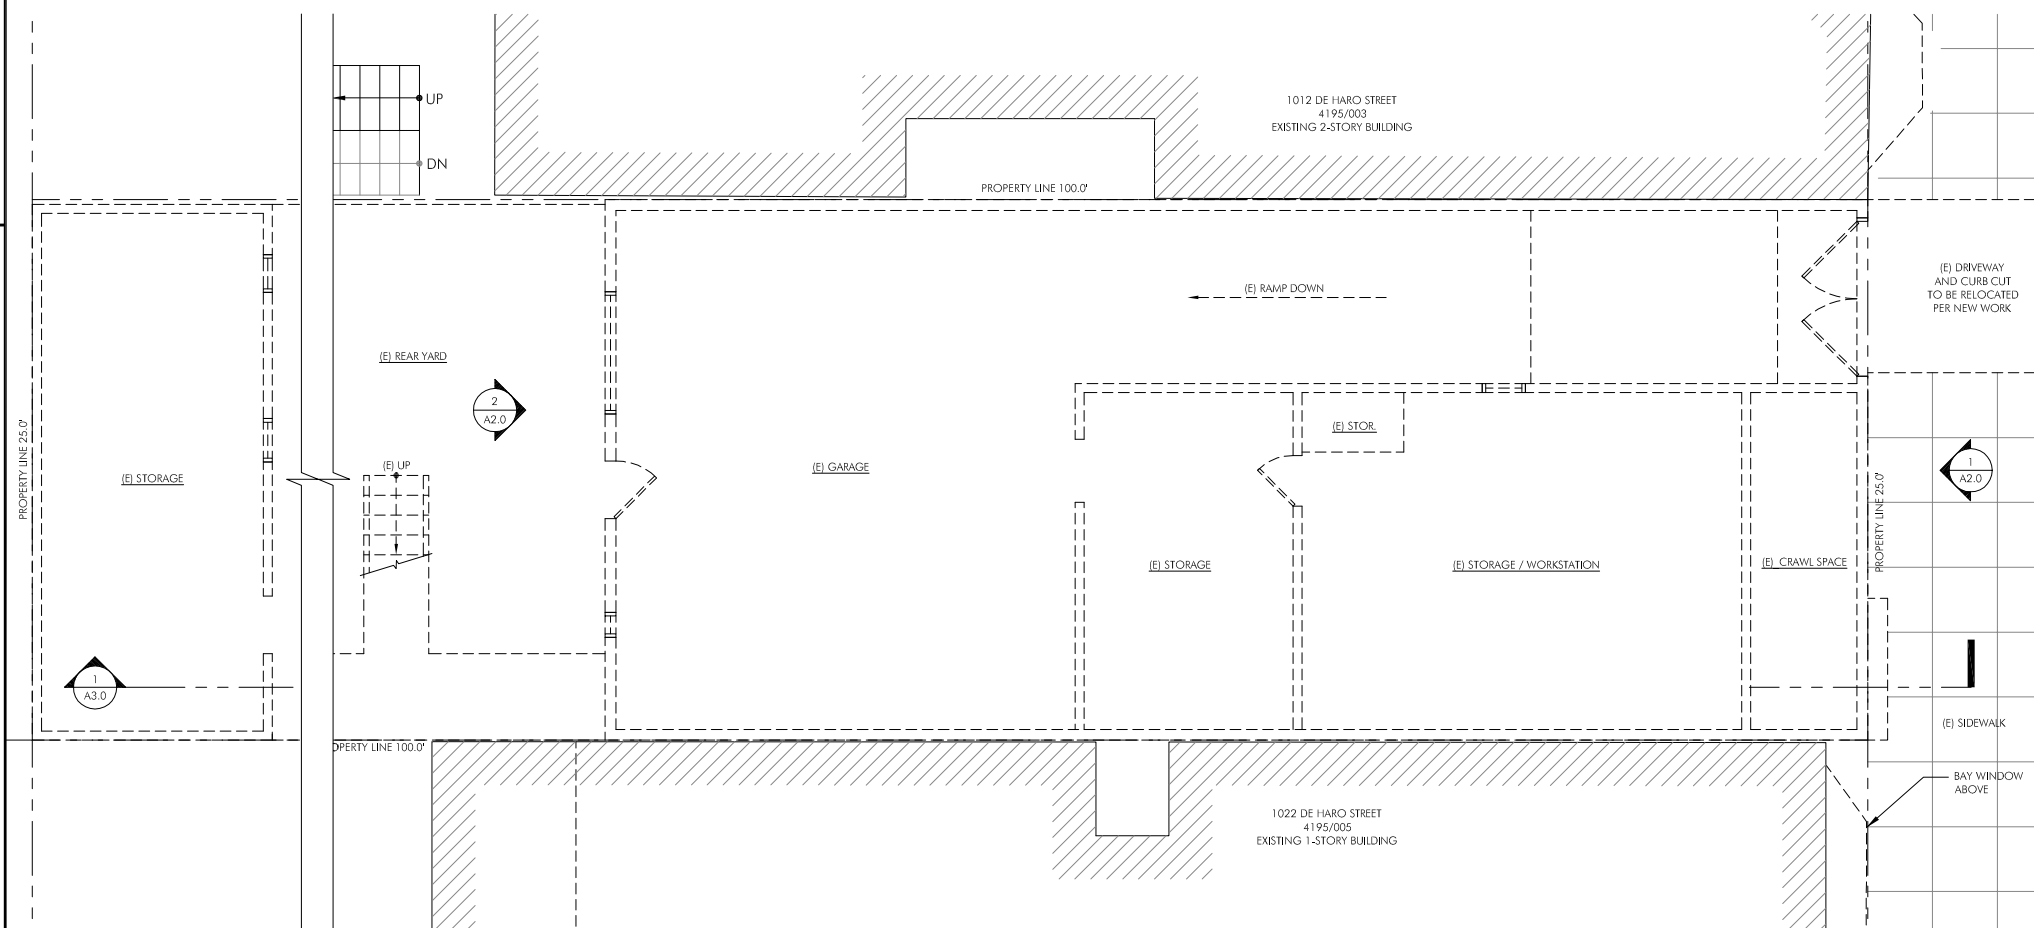 UP
DN
1012 DE HARO STREET
4195/003
EXISTING 2-STORY BUILDING
PROPERTY LINE 100.0'
(E) DRIVEWAY
AND CURB CUT
TO BE RELOCATED
PER NEW WORK
(E) RAMP DOWN
(E) REAR YARD
2
A2.0
(E) STOR.
(E) UP
(E) GARAGE
PROPERTY LINE 25.0'
(E) STORAGE
1
A2.0
PROPERTY LINE 25.0'
(E) STORAGE
(E) STORAGE / WORKSTATION
(E) CRAWL SPACE
1
A3.0
(E) SIDEWALK
OPERTY LINE 100.0'
BAY WINDOW
ABOVE
1022 DE HARO STREET
4195/005
EXISTING 1-STORY BUILDING